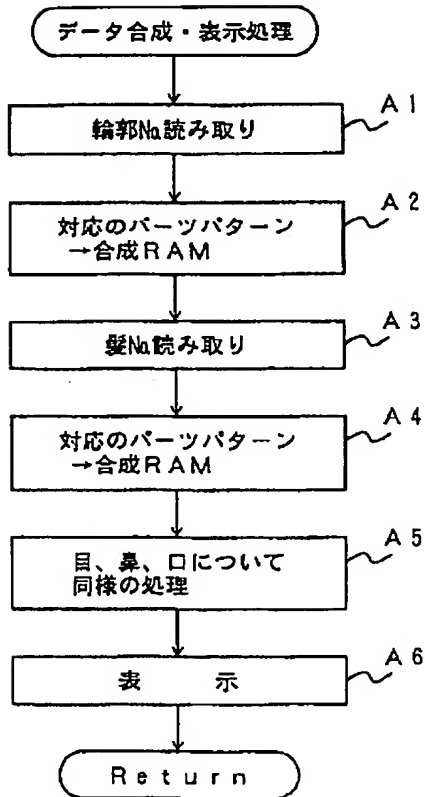 データ合成・表示処理
輪郭№読み取り
A1
対応のパーツパターン
→合成RAM
A2
髪№読み取り
A3
対応のパーツパターン
→合成RAM
A4
目、鼻、口について
同様の処理
A5
表示
A6
Return